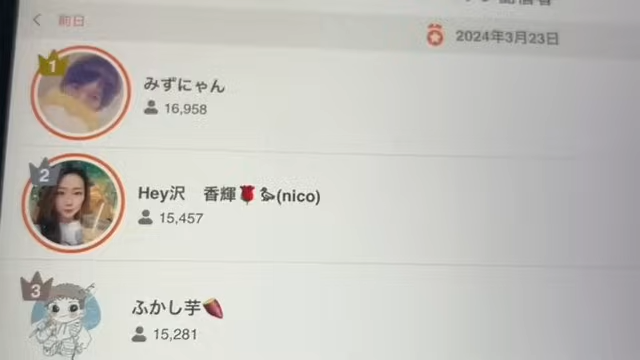 前日
2024年3月23日
1
みずにゃん
16,958
2
Hey沢 香輝🌹🦢(nico)
15,457
3
ふかし芋🍠
15,281